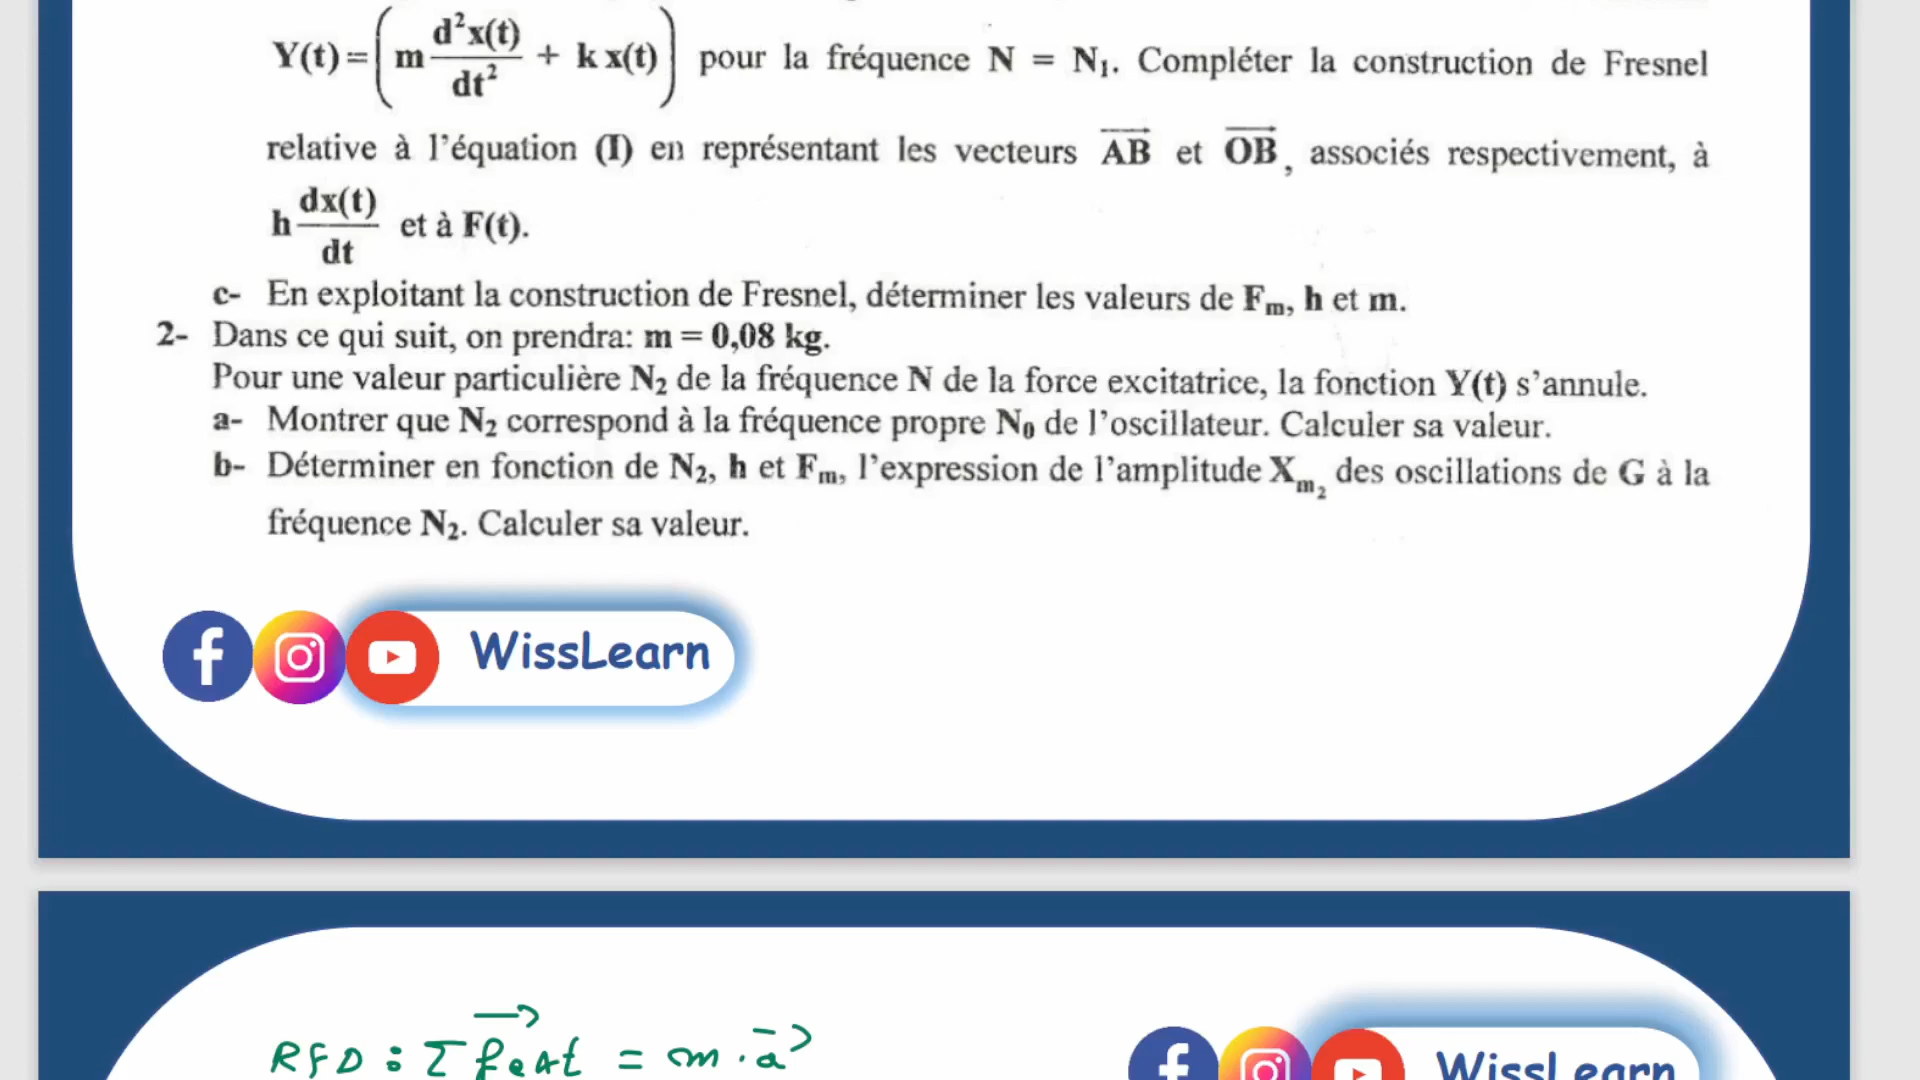 Y(t)=(m d²x(t)/dt² + k x(t)) pour la fréquence N = N₁. Compléter la construction de Fresnel
relative à l'équation (I) en représentant les vecteurs AB et OB, associés respectivement, à
h dx(t)/dt et à F(t).
c- En exploitant la construction de Fresnel, déterminer les valeurs de Fₘ, h et m.
2- Dans ce qui suit, on prendra: m = 0,08 kg.
Pour une valeur particulière N₂ de la fréquence N de la force excitatrice, la fonction Y(t) s'annule.
a- Montrer que N₂ correspond à la fréquence propre N₀ de l'oscillateur. Calculer sa valeur.
b- Déterminer en fonction de N₂, h et Fₘ, l'expression de l'amplitude Xₘ₂ des oscillations de G à la
fréquence N₂. Calculer sa valeur.
WissLearn
RFD : Σ fext = m . a
WissLearn